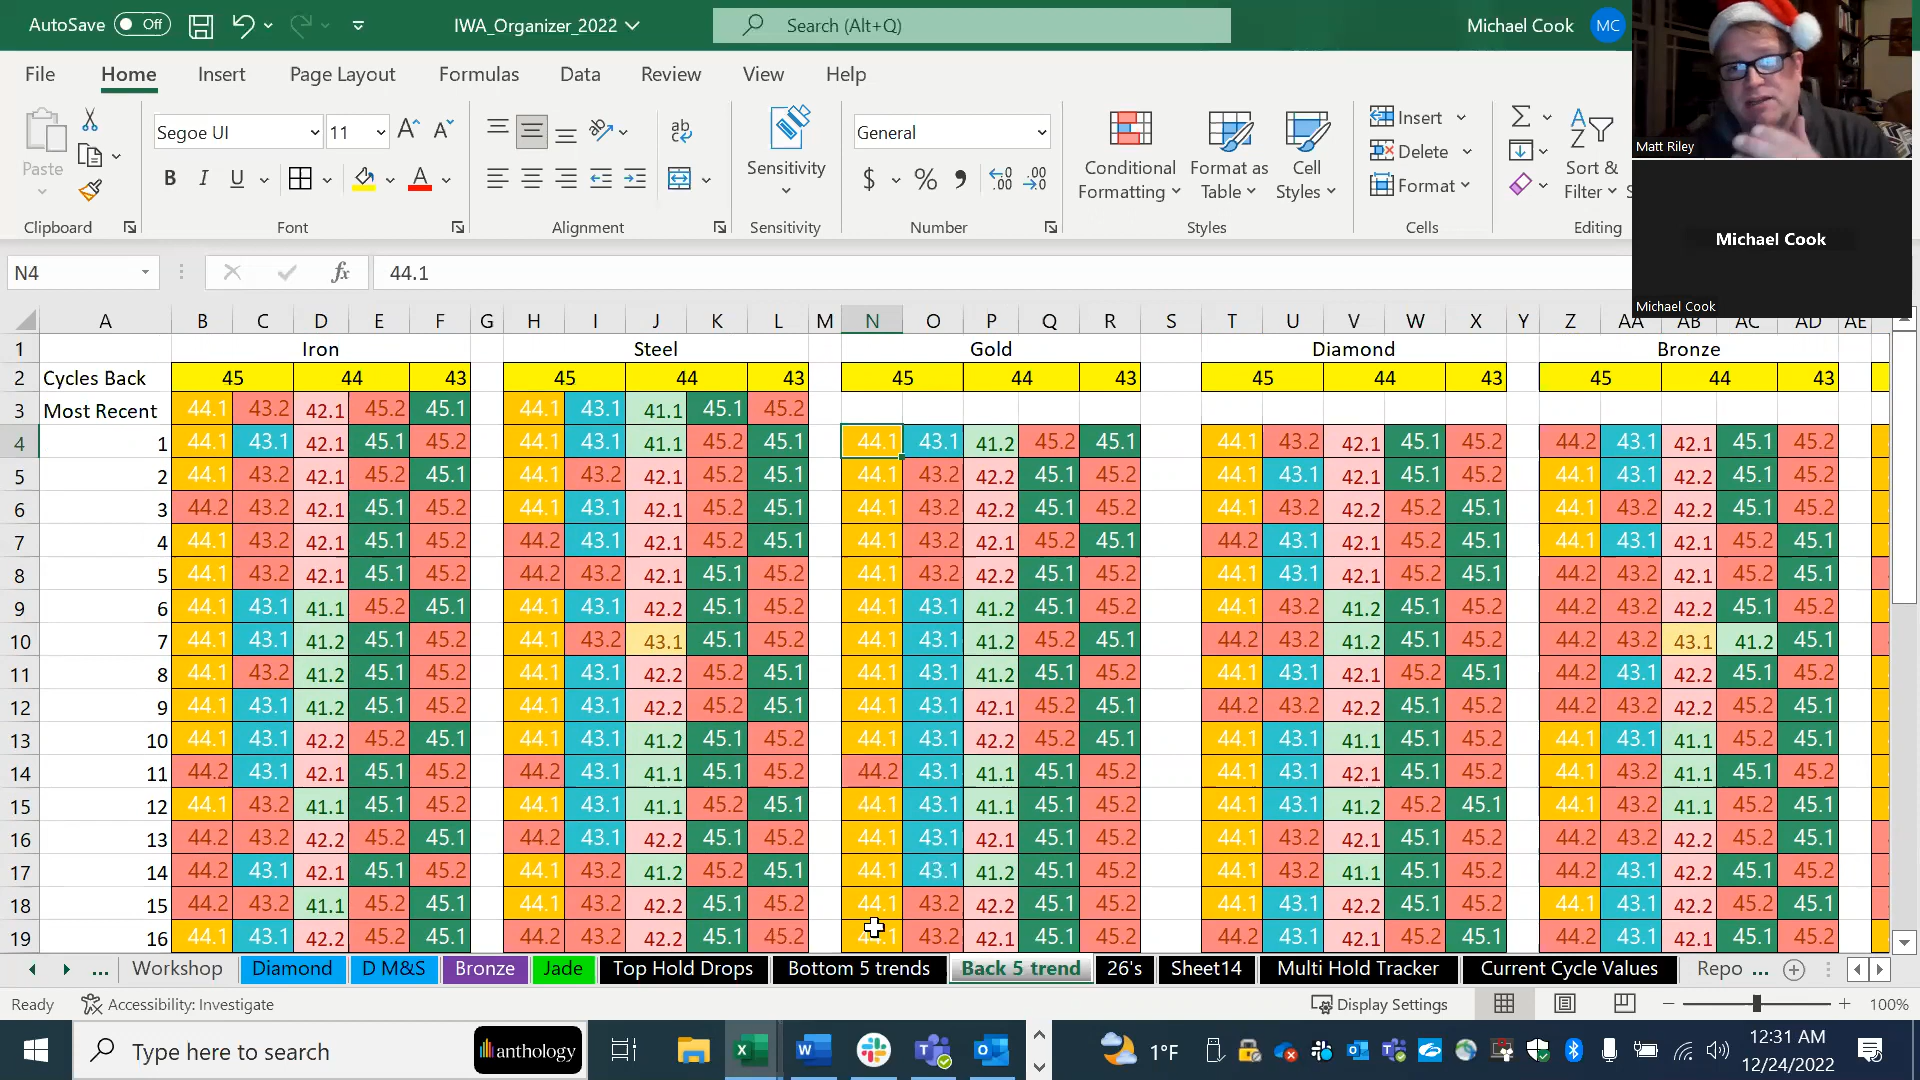 AutoSave Off IWA_Organizer_2022 Search (Alt+Q) Michael Cook MC
File Home Insert Page Layout Formulas Data Review View Help
Paste Segoe UI 11 A A ab Sensitivity General Conditional Formatting Format as Table Cell Styles Insert Delete Format Sort & Filter
B I U A $ % , .00
Clipboard Font Alignment Sensitivity Number Styles Cells Editing
Matt Riley
Michael Cook
Michael Cook
N4 fx 44.1
A B C D E F G H I J K L M N O P Q R S T U V W X Y Z AA AB AC AD AE
1 Iron Steel Gold Diamond Bronze
2 Cycles Back 45 44 43 45 44 43 45 44 43 45 44 43 45 44 43
3 Most Recent 44.1 43.2 42.1 45.2 45.1 44.1 43.1 41.1 45.1 45.2
4 1 44.1 43.1 42.1 45.1 45.2 44.1 43.1 41.1 45.2 45.1 44.1 43.1 41.2 45.2 45.1 44.1 43.2 42.1 45.1 45.2 44.2 43.1 42.1 45.1 45.2
5 2 44.1 43.2 42.1 45.2 45.1 44.1 43.2 42.1 45.2 45.1 44.1 43.2 42.2 45.1 45.2 44.1 43.1 42.1 45.1 45.2 44.1 43.2 42.2 45.1 45.2
6 3 44.2 43.2 42.1 45.1 45.2 44.1 43.1 42.1 45.2 45.1 44.1 43.2 42.2 45.1 45.2 44.1 43.2 42.2 45.2 45.1 44.2 43.2 42.2 45.1 45.2
7 4 44.1 43.2 42.1 45.1 45.2 44.2 43.1 42.1 45.2 45.1 44.1 43.2 42.1 45.2 45.1 44.2 43.1 42.1 45.2 45.1 44.1 43.1 42.1 45.2 45.1
8 5 44.1 43.2 42.1 45.1 45.2 44.2 43.2 42.1 45.1 45.2 44.1 43.2 42.2 45.1 45.2 44.1 43.1 42.1 45.2 45.1 44.2 43.2 42.1 45.2 45.1
9 6 44.1 43.1 41.1 45.2 45.1 44.2 43.1 42.2 45.1 45.2 44.1 43.1 41.2 45.1 45.2 44.1 43.2 41.2 45.1 45.2 44.2 43.2 42.2 45.1 45.2
10 7 44.1 43.1 41.2 45.1 45.2 44.1 43.2 43.1 45.1 45.2 44.1 43.1 41.2 45.1 45.2 44.2 43.2 41.2 45.1 45.2 44.2 43.2 43.1 41.2 45.1
11 8 44.1 43.2 41.2 45.1 45.2 44.1 43.1 42.2 45.1 45.2 44.1 43.1 41.2 45.1 45.2 44.1 43.1 42.1 45.1 45.2 44.2 43.1 42.2 45.1 45.2
12 9 44.1 43.1 41.2 45.1 45.2 44.1 43.1 42.2 45.2 45.1 44.1 43.1 42.1 45.2 45.1 44.2 43.2 42.2 45.1 45.2 44.2 43.2 42.2 45.2 45.1
13 10 44.1 43.1 42.2 45.2 45.1 44.1 43.1 41.2 45.1 45.2 44.1 43.1 42.2 45.2 45.1 44.1 43.1 41.1 45.1 45.2 44.1 43.1 41.1 45.1 45.2
14 11 44.2 43.1 42.1 45.1 45.2 44.2 43.1 41.1 45.1 45.2 44.2 43.1 41.1 45.1 45.2 44.1 43.1 42.1 45.1 45.2 44.1 43.2 41.1 45.1 45.2
15 12 44.1 43.2 41.1 45.1 45.2 44.1 43.1 41.1 45.2 45.1 44.1 43.1 41.1 45.1 45.2 44.1 43.1 41.2 45.2 45.1 44.1 43.1 41.1 45.2 45.1
16 13 44.2 43.2 42.2 45.2 45.1 44.2 43.1 42.2 45.1 45.2 44.1 43.1 42.1 45.1 45.2 44.1 43.2 42.1 45.1 45.2 44.2 43.2 42.2 45.1 45.2
17 14 44.2 43.1 42.1 45.1 45.2 44.1 43.2 41.2 45.2 45.1 44.1 43.1 41.2 45.1 45.2 44.1 43.2 41.1 45.1 45.2 44.2 43.1 42.2 45.1 45.2
18 15 44.2 43.2 41.1 45.2 45.1 44.1 43.2 42.2 45.1 45.2 44.1 43.2 42.2 45.1 45.2 44.1 43.1 42.2 45.2 45.1 44.1 43.1 42.2 45.2 45.1
19 16 44.1 43.1 42.2 45.2 45.1 44.2 43.2 42.2 45.1 45.2 43.2 42.1 45.1 45.2 44.2 43.1 42.1 45.1 45.2 44.2 43.2 42.1 45.2 45.1
... Workshop Diamond D M&S Bronze Jade Top Hold Drops Bottom 5 trends Back 5 trend 26's Sheet14 Multi Hold Tracker Current Cycle Values Repo ...
Ready Accessibility: Investigate Display Settings 100%
Type here to search anthology 1°F 12:31 AM
12/24/2022